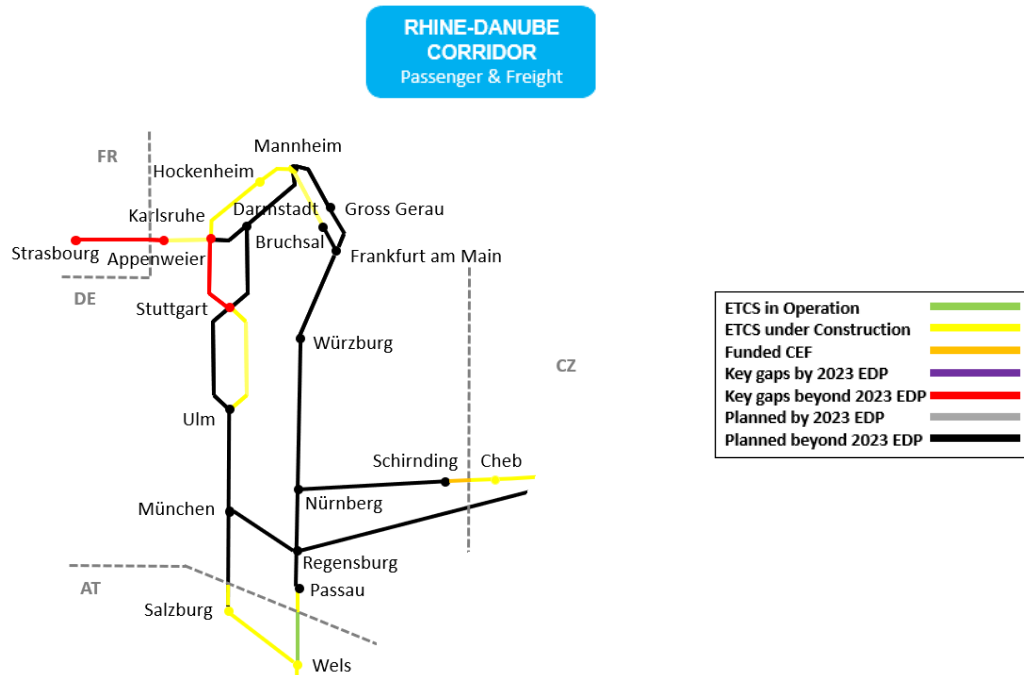 RHINE-DANUBE
CORRIDOR
Passenger & Freight
Mannheim
FR
Hockenheim
Karlsruhe
Darmstadt
Gross Gerau
Strasbourg
Appenweier
Bruchsal
Frankfurt am Main
DE
Stuttgart
ETCS in Operation
ETCS under Construction
Funded CEF
Key gaps by 2023 EDP
Key gaps beyond 2023 EDP
Planned by 2023 EDP
Planned beyond 2023 EDP
Würzburg
CZ
Ulm
Schirnding
Cheb
München
Nürnberg
Regensburg
AT
Passau
Salzburg
Wels